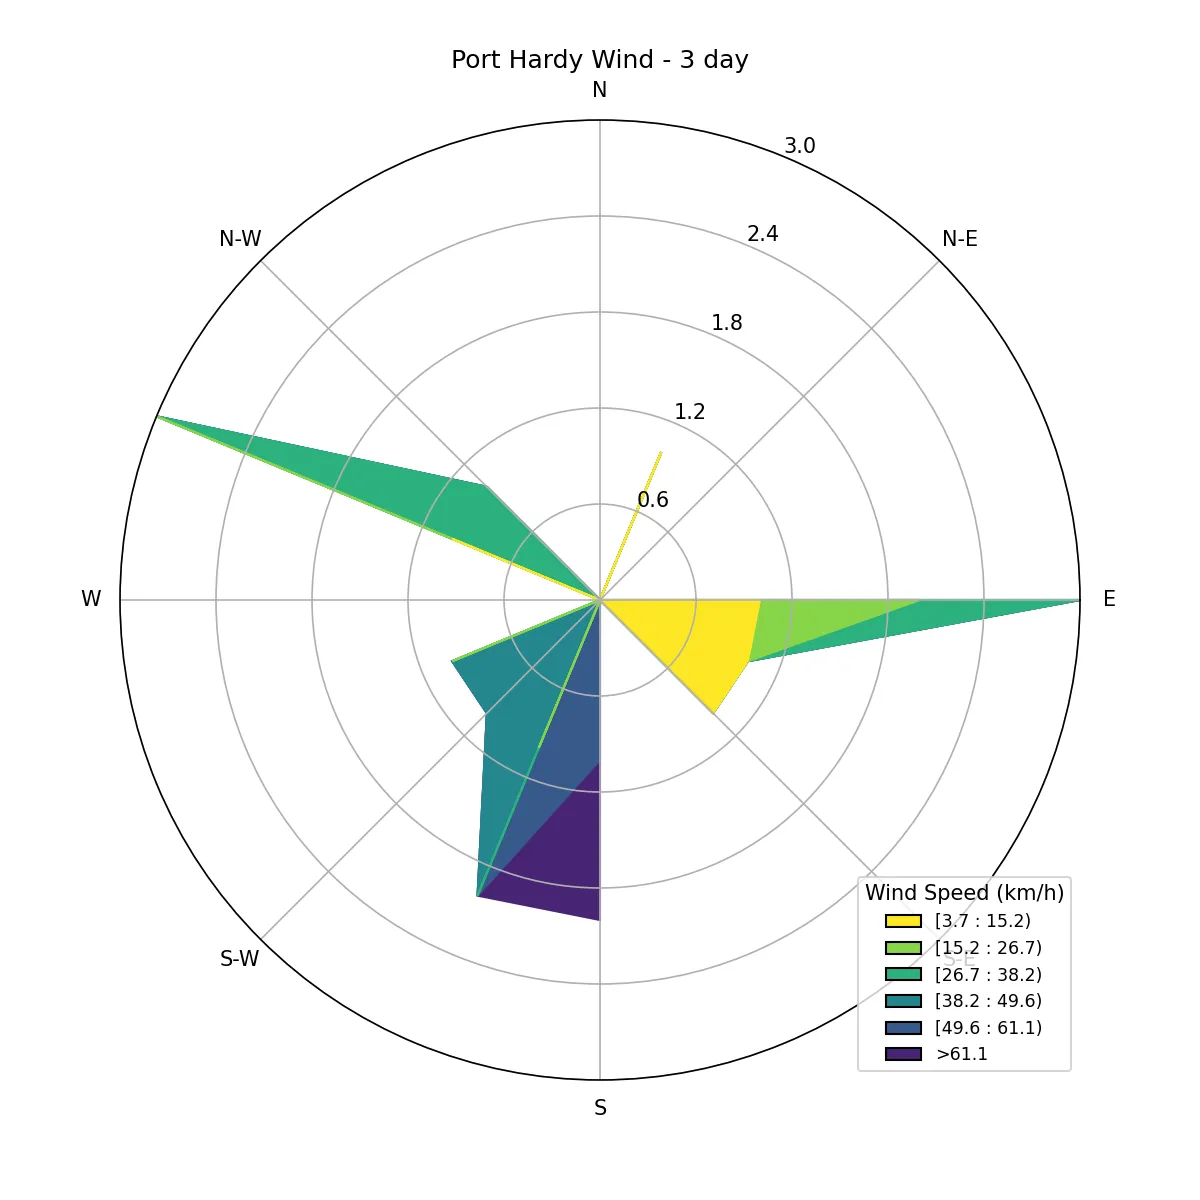 Port Hardy Wind - 3 day
N
3.0
2.4
N-W
N-E
1.8
1.2
0.6
W
E
Wind Speed (km/h)
[3.7 : 15.2)
[15.2 : 26.7)
S-W
S-E
[26.7 : 38.2)
[38.2 : 49.6)
[49.6 : 61.1)
>61.1
S